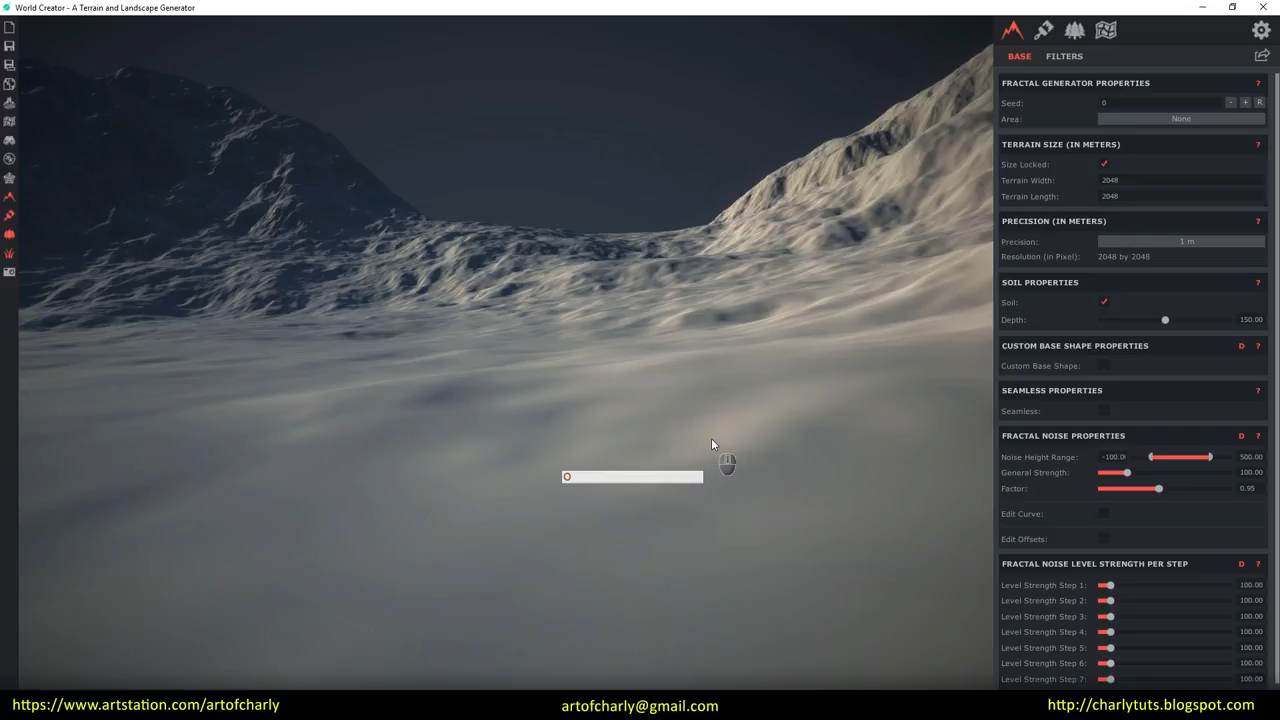 World Creator - A Terrain and Landscape Generator
BASE FILTERS
FRACTAL GENERATOR PROPERTIES ?
Seed: 0 - + R
Area: None
TERRAIN SIZE (IN METERS) ?
Size Locked:
Terrain Width: 2048
Terrain Length: 2048
PRECISION (IN METERS) ?
Precision: 1 m
Resolution (in Pixel): 2048 by 2048
SOIL PROPERTIES ?
Soil:
Depth: 150.00
CUSTOM BASE SHAPE PROPERTIES D ?
Custom Base Shape:
SEAMLESS PROPERTIES ?
Seamless:
FRACTAL NOISE PROPERTIES D ?
Noise Height Range: -100.0 500.00
General Strength: 100.00
Factor: 0.95
Edit Curve:
Edit Offsets:
FRACTAL NOISE LEVEL STRENGTH PER STEP D ?
Level Strength Step 1: 100.00
Level Strength Step 2: 100.00
Level Strength Step 3: 100.00
Level Strength Step 4: 100.00
Level Strength Step 5: 100.00
Level Strength Step 6: 100.00
Level Strength Step 7: 100.00
https://www.artstation.com/artofcharly artofcharly@gmail.com http://charlytuts.blogspot.com